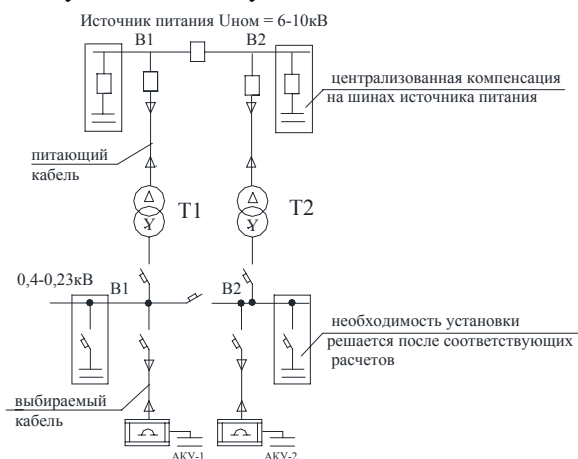 Источник питания Uном = 6-10кВ
В1
В2
централизованная компенсация
на шинах источника питания
питающий
кабель
Δ
Y
Т1
Δ
Y
Т2
0,4-0,23кВ
В1
В2
необходимость установки
решается после соответствующих
расчетов
выбираемый
кабель
АКУ-1
АКУ-2